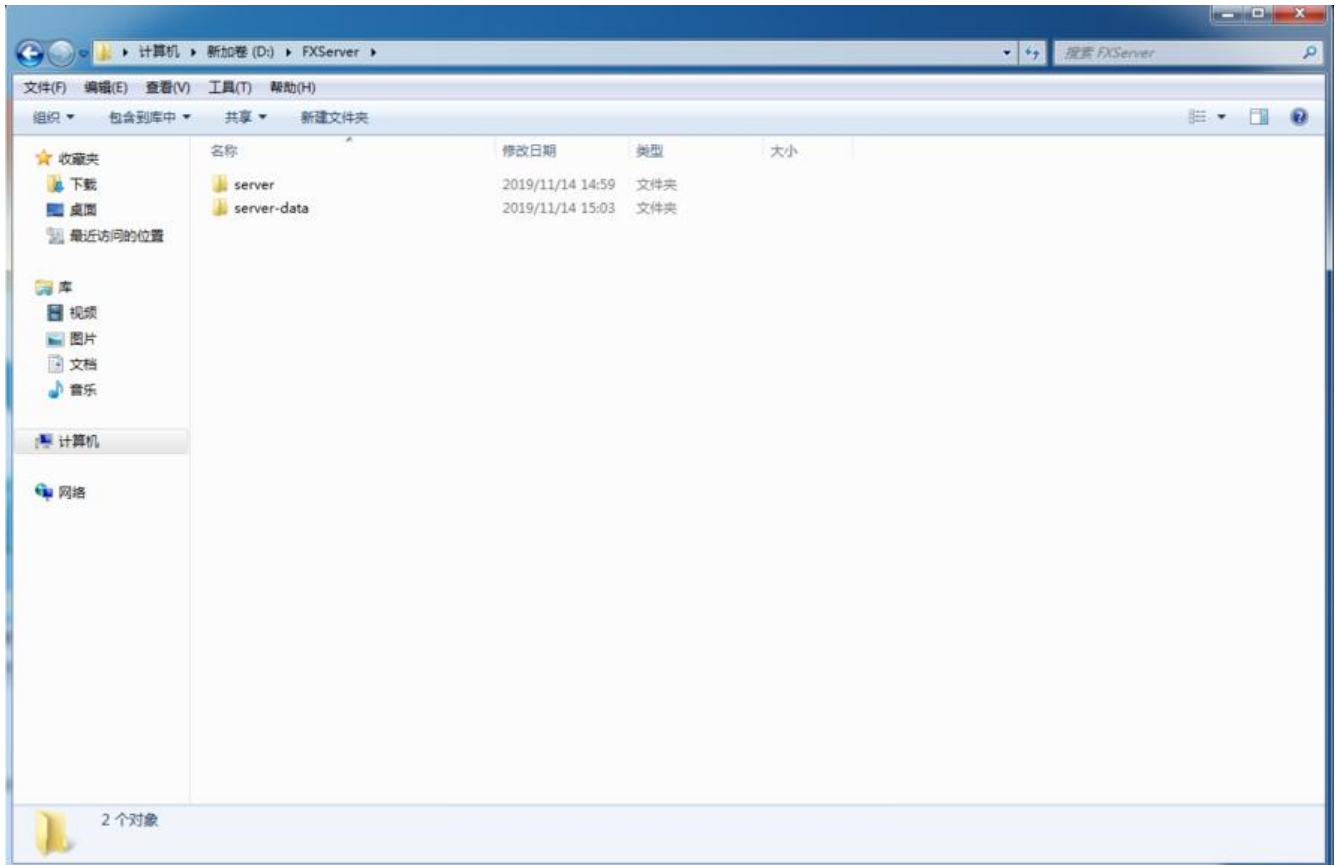 计算机 新加卷 (D:) FXServer 搜索 FXServer
文件(F) 编辑(E) 查看(V) 工具(T) 帮助(H)
组织 包含到库中 共享 新建文件夹
名称 修改日期 类型 大小
收藏夹
下载
桌面
最近访问的位置
库
视频
图片
文档
音乐
计算机
网络
server 2019/11/14 14:59 文件夹
server-data 2019/11/14 15:03 文件夹
2 个对象